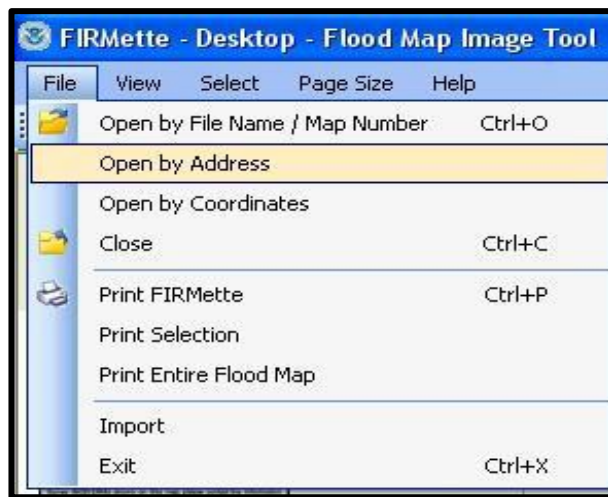 FIRMette - Desktop - Flood Map Image Tool
File View Select Page Size Help
Open by File Name / Map Number Ctrl+O
Open by Address
Open by Coordinates
Close Ctrl+C
Print FIRMette Ctrl+P
Print Selection
Print Entire Flood Map
Import
Exit Ctrl+X